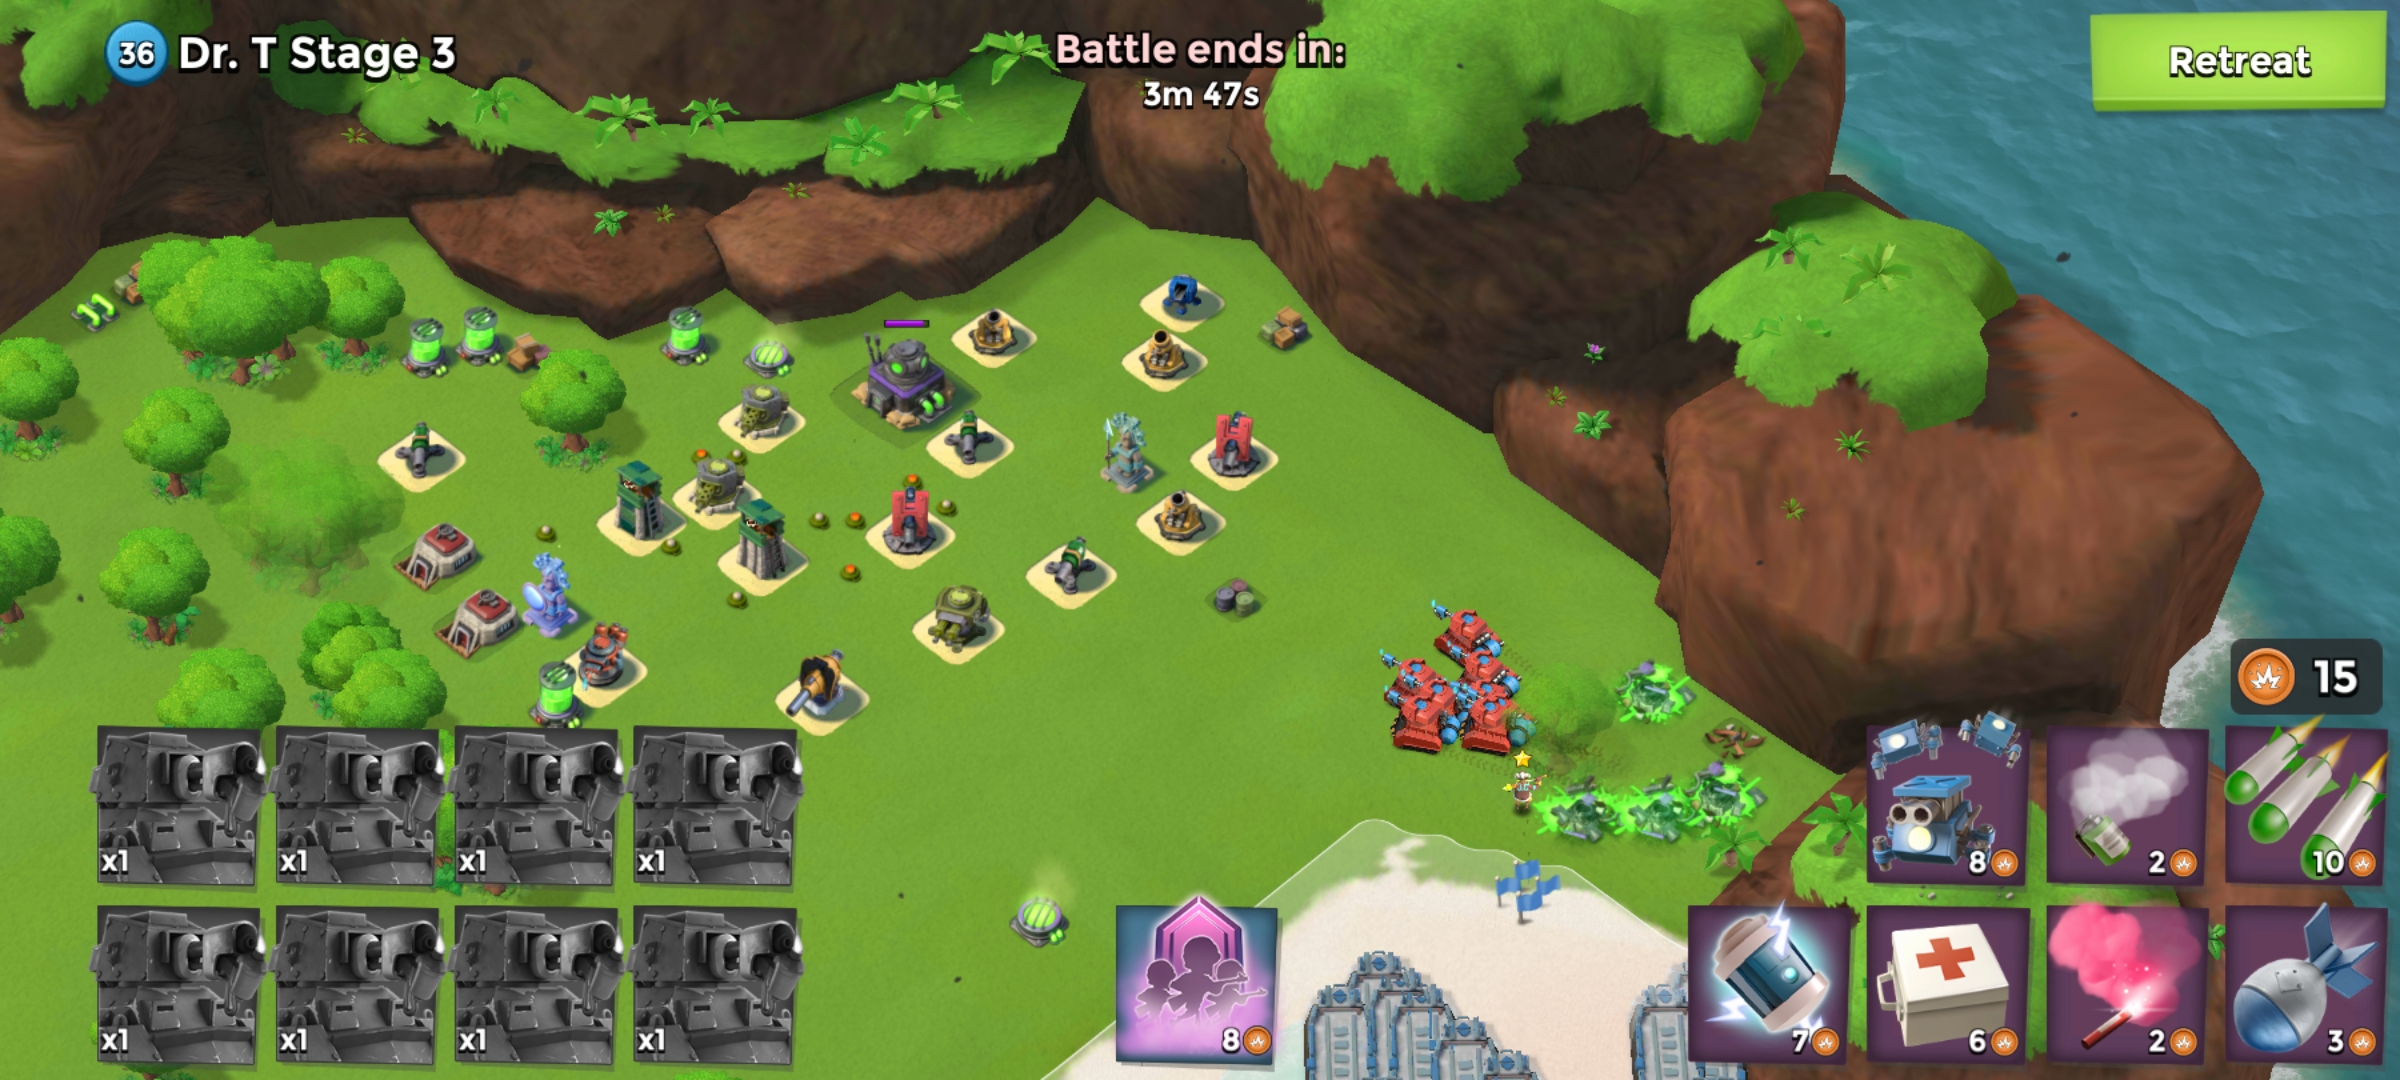 36 Dr. T Stage 3
Battle ends in:
3m 47s
Retreat
15
x1 x1 x1 x1
8 2 10
x1 x1 x1 x1
8 7 6 2 3